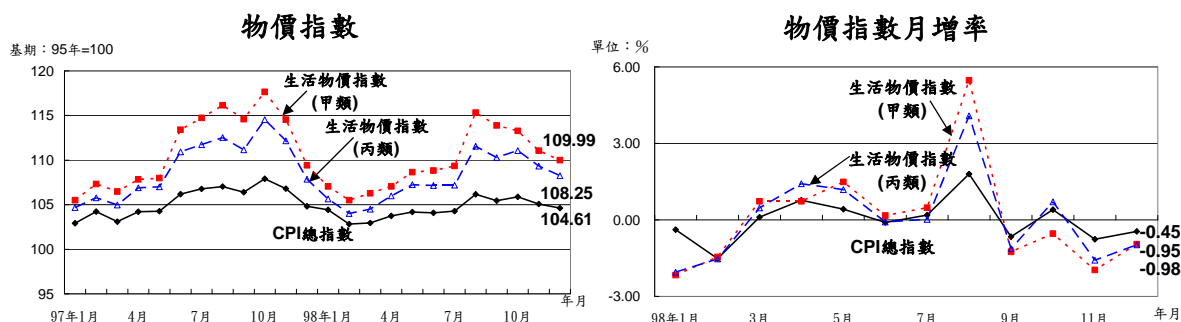 物價指數
基期：95年=100
120
115
110
105
100
95
生活物價指數
(甲類)
生活物價指數
(丙類)
CPI總指數
109.99
108.25
104.61
年月
97年1月 4月 7月 10月 98年1月 4月 7月 10月
物價指數月增率
單位：%
6.00
3.00
0.00
-3.00
生活物價指數
(甲類)
生活物價指數
(丙類)
CPI總指數
-0.45
-0.95
-0.98
98年1月 3月 5月 7月 9月 11月
年月